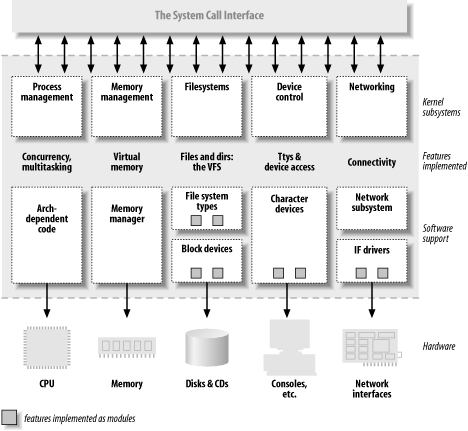 The System Call Interface
Process management
Memory management
Filesystems
Device control
Networking
Kernel subsystems
Concurrency, multitasking
Virtual memory
Files and dirs: the VFS
Ttys & device access
Connectivity
Features implemented
Arch-dependent code
Memory manager
File system types
Character devices
Network subsystem
Software support
Block devices
IF drivers
Hardware
CPU
Memory
Disks & CDs
Consoles, etc.
Network interfaces
features implemented as modules